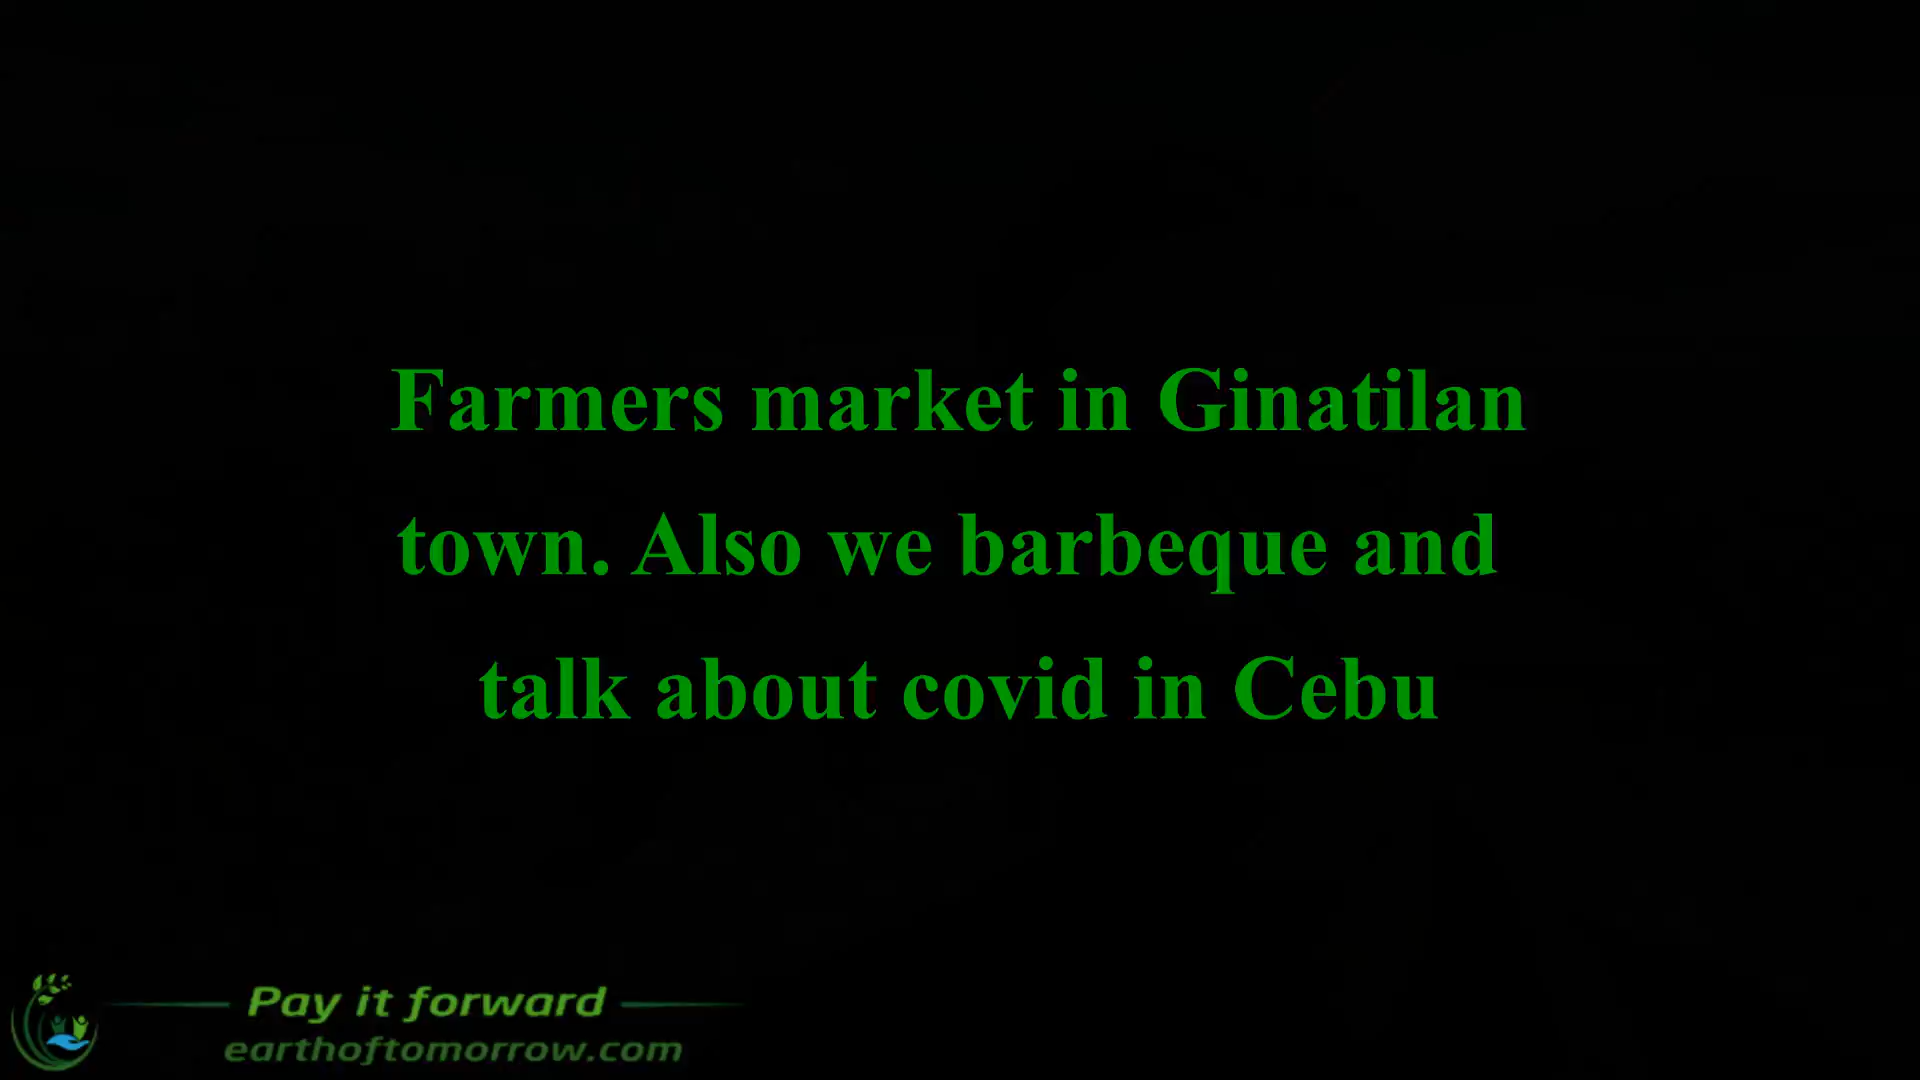 Farmers market in Ginatilan
town. Also we barbeque and
talk about covid in Cebu
Pay it forward
earthoftomorrow.com